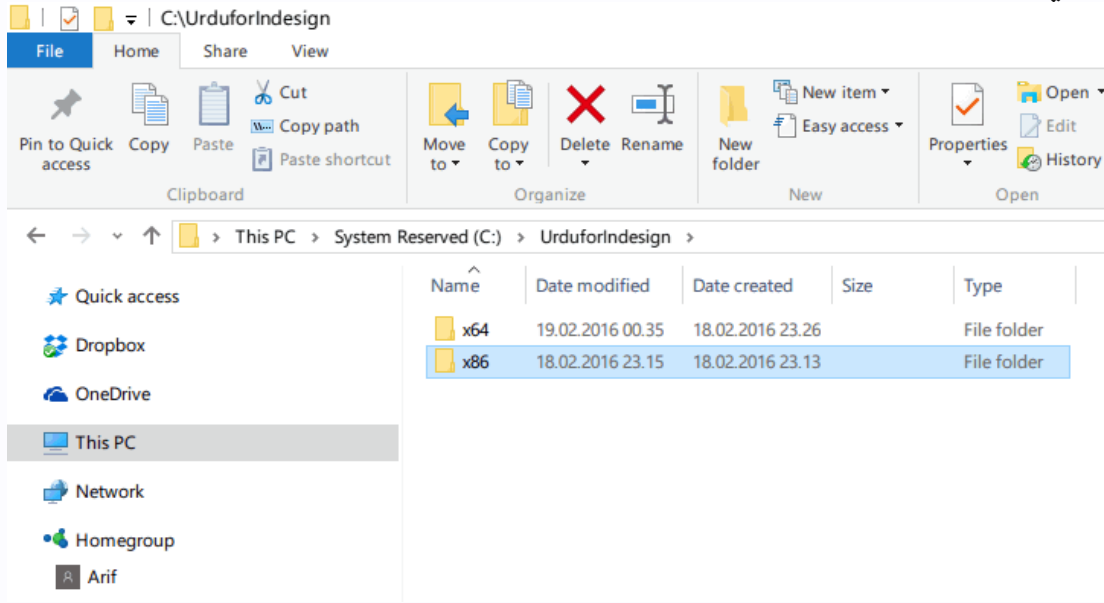 C:\UrduforIndesign
File Home Share View
Pin to Quick access
Copy
Paste
Cut
Copy path
Paste shortcut
Clipboard
Move to
Copy to
Delete
Rename
Organize
New folder
New item
Easy access
New
Properties
Open
Edit
History
Open
This PC > System Reserved (C:) > UrduforIndesign >
Quick access
Dropbox
OneDrive
This PC
Network
Homegroup
Arif
Name Date modified Date created Size Type
x64 19.02.2016 00.35 18.02.2016 23.26 File folder
x86 18.02.2016 23.15 18.02.2016 23.13 File folder